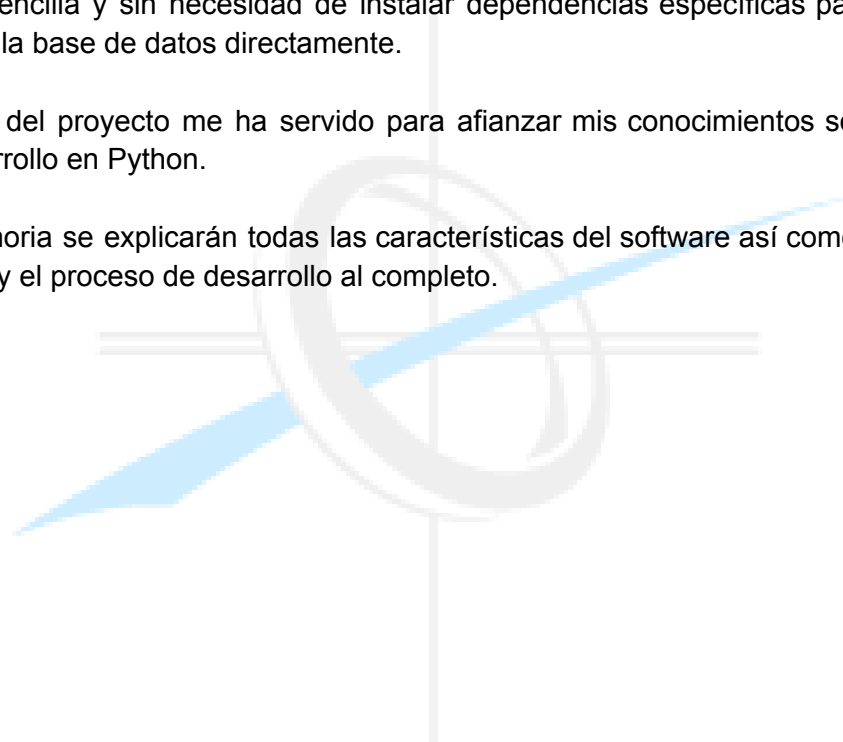 encilla y sin necesidad de instalar dependencias específicas pa
la base de datos directamente.
del proyecto me ha servido para afianzar mis conocimientos so
rrollo en Python.
noria se explicarán todas las características del software así como
y el proceso de desarrollo al completo.